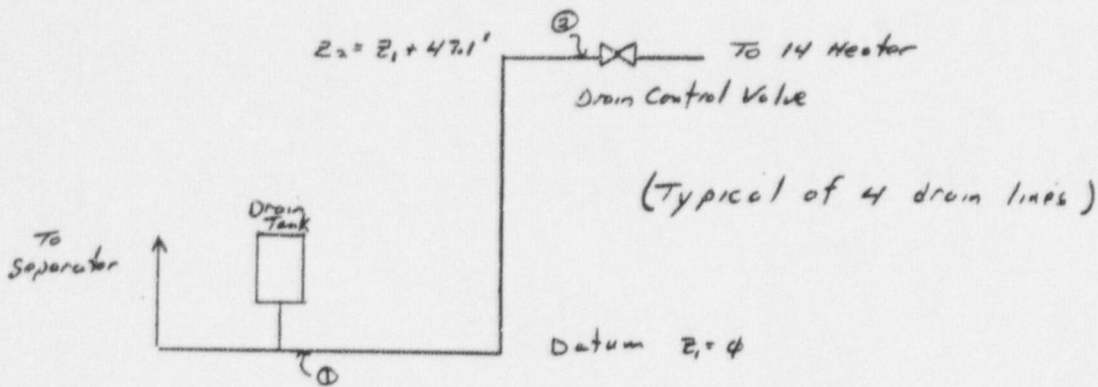 ②
Z₂ = Z₁ + 47.1'
To 14 Heater
Drain Control Valve
(Typical of 4 drain lines)
Drain
Tank
To
Separator
Datum Z₁ = ϕ
①